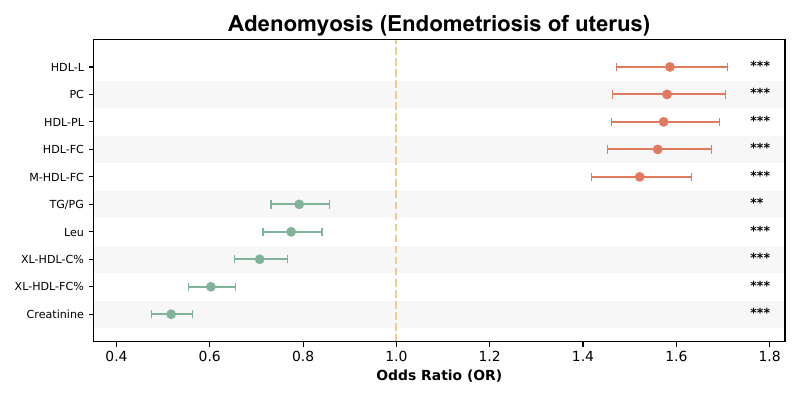 Adenomyosis (Endometriosis of uterus)
HDL-L ***
PC ***
HDL-PL ***
HDL-FC ***
M-HDL-FC ***
TG/PG **
Leu ***
XL-HDL-C% ***
XL-HDL-FC% ***
Creatinine ***
0.4 0.6 0.8 1.0 1.2 1.4 1.6 1.8
Odds Ratio (OR)